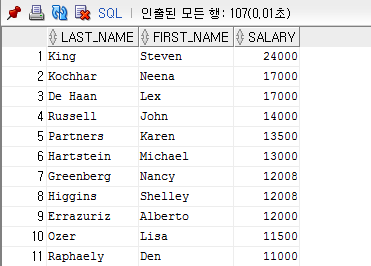 SQL | 인출된 모든 행: 107(0,01초)
LAST_NAME FIRST_NAME SALARY
1 King Steven 24000
2 Kochhar Neena 17000
3 De Haan Lex 17000
4 Russell John 14000
5 Partners Karen 13500
6 Hartstein Michael 13000
7 Greenberg Nancy 12008
8 Higgins Shelley 12008
9 Errazuriz Alberto 12000
10 Ozer Lisa 11500
11 Raphaely Den 11000